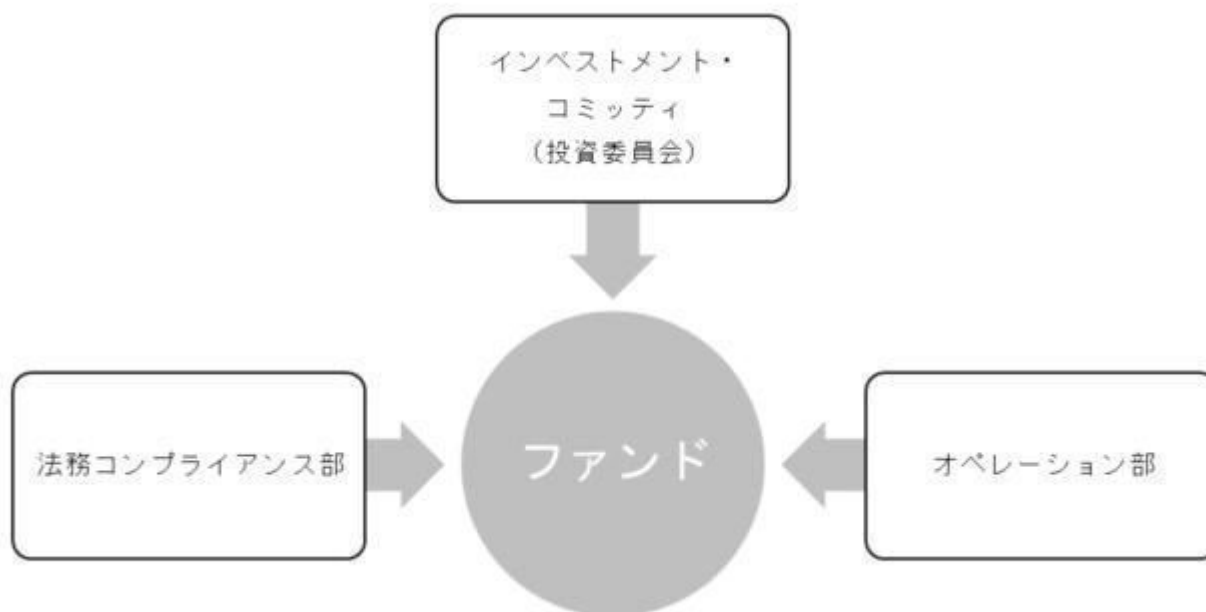 インベストメント・
コミッティ
（投資委員会）
法務コンプライアンス部
ファンド
オペレーション部